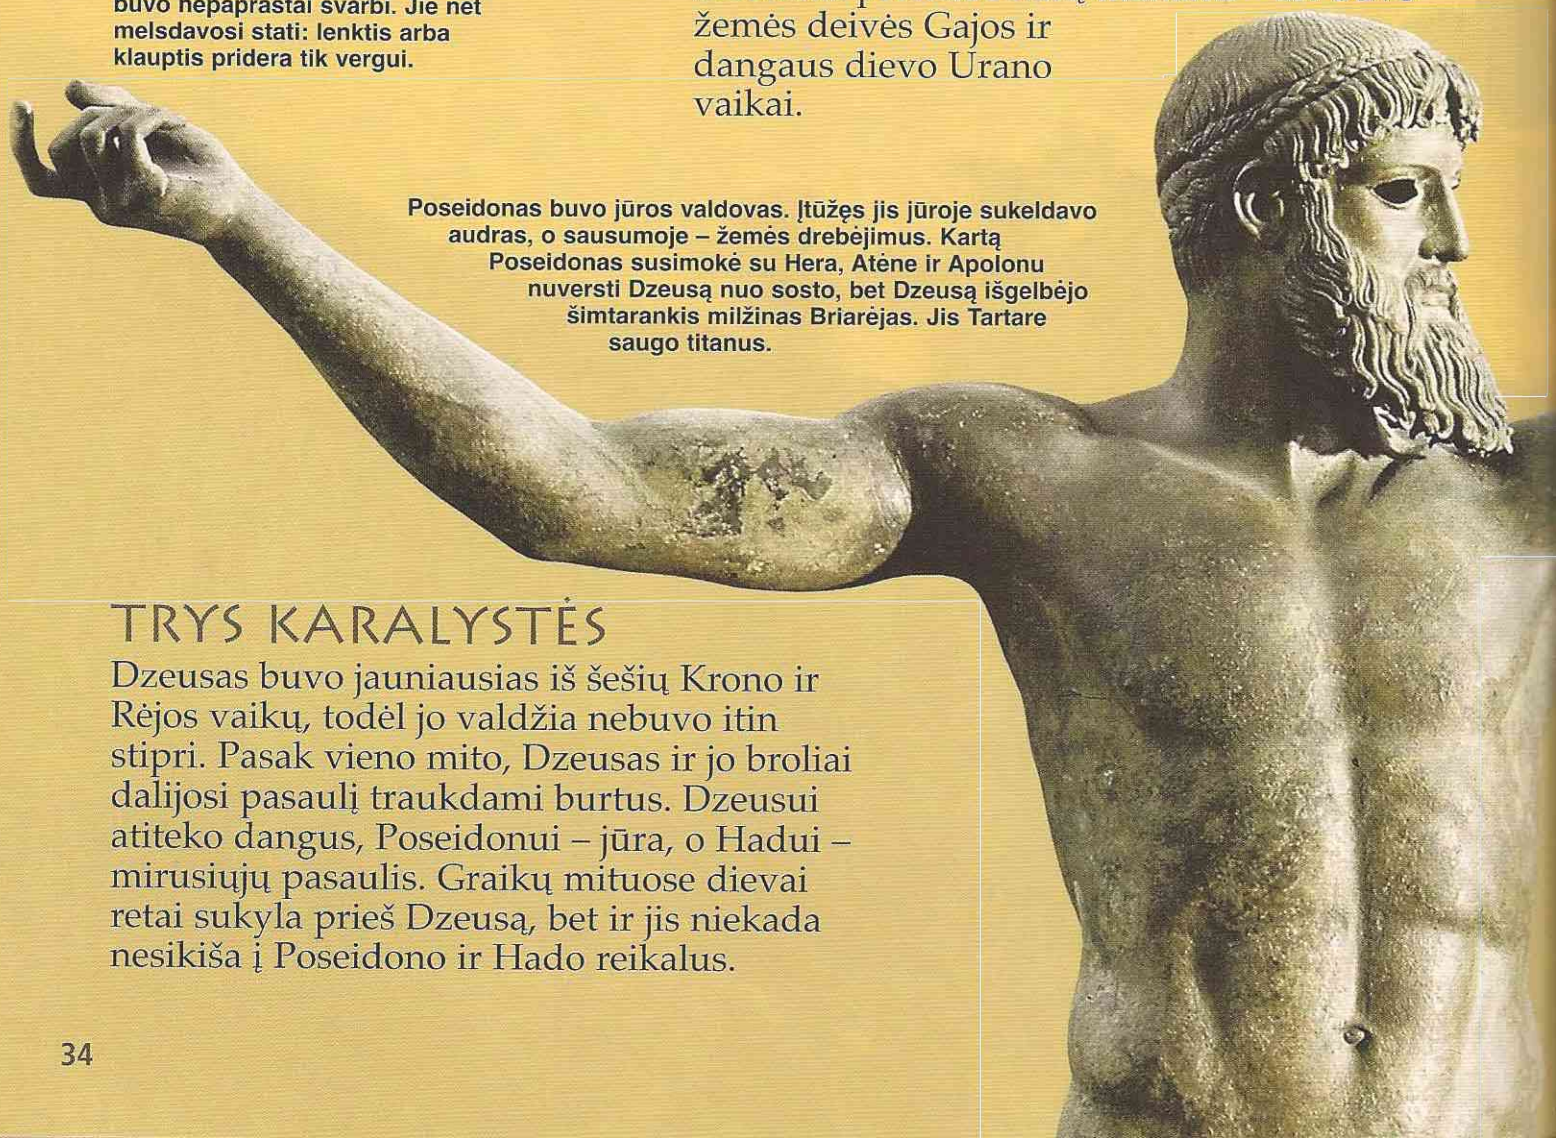 buvo nepaprastai svarbi. Jie net
melsdavosi stati: lenktis arba
klauptis pridera tik vergui.
žemės deivės Gajos ir
dangaus dievo Urano
vaikai.
Poseidonas buvo jūros valdovas. Įtūžęs jis jūroje sukeldavo
audras, o sausumoje – žemės drebėjimus. Kartą
Poseidonas susimokė su Hera, Atėne ir Apolonu
nuversti Dzeusą nuo sosto, bet Dzeusą išgelbėjo
šimtarankis milžinas Briarėjas. Jis Tartare
saugo titanus.
TRYS KARALYSTĖS
Dzeusas buvo jauniausias iš šešių Krono ir
Rėjos vaikų, todėl jo valdžia nebuvo itin
stipri. Pasak vieno mito, Dzeusas ir jo broliai
dalijosi pasaulį traukdami burtus. Dzeusui
atiteko dangus, Poseidonui – jūra, o Hadui –
mirusiųjų pasaulis. Graikų mituose dievai
retai sukyla prieš Dzeusą, bet ir jis niekada
nesikiša į Poseidono ir Hado reikalus.
34